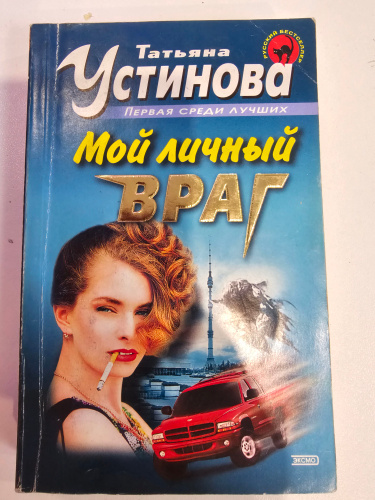 Татьяна
Устинова
РУССКИЙ БЕСТСЕЛЛЕР
Первая среди лучших
Мой личный
ВРАГ
ЭКСМО